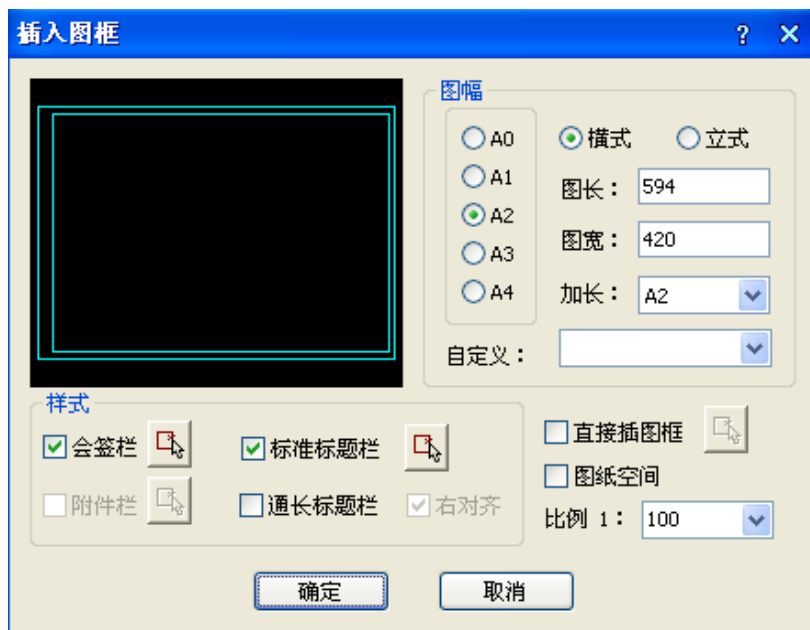 插入图框
?
图幅
A0
横式
立式
A1
图长：
594
A2
图宽：
420
A3
A4
加长：
A2
自定义：
样式
会签栏
标准标题栏
直接插图框
图纸空间
附件栏
通长标题栏
右对齐
比例 1：
100
确定
取消